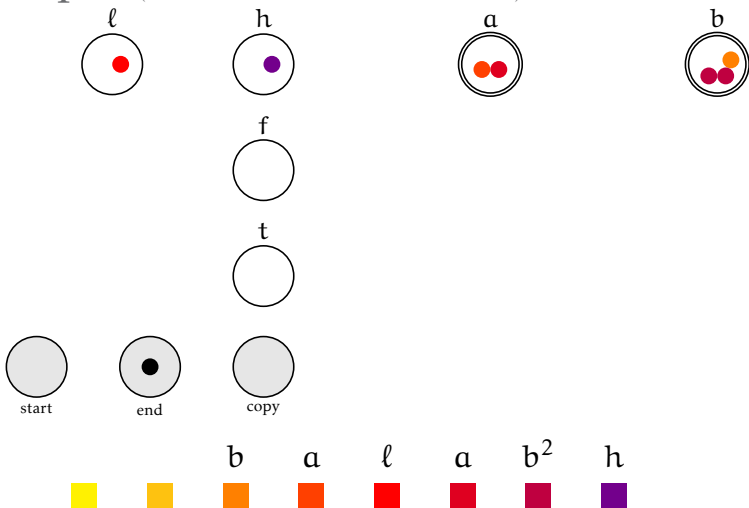 ℓ h a b
f
t
start end copy
b a ℓ a b² h